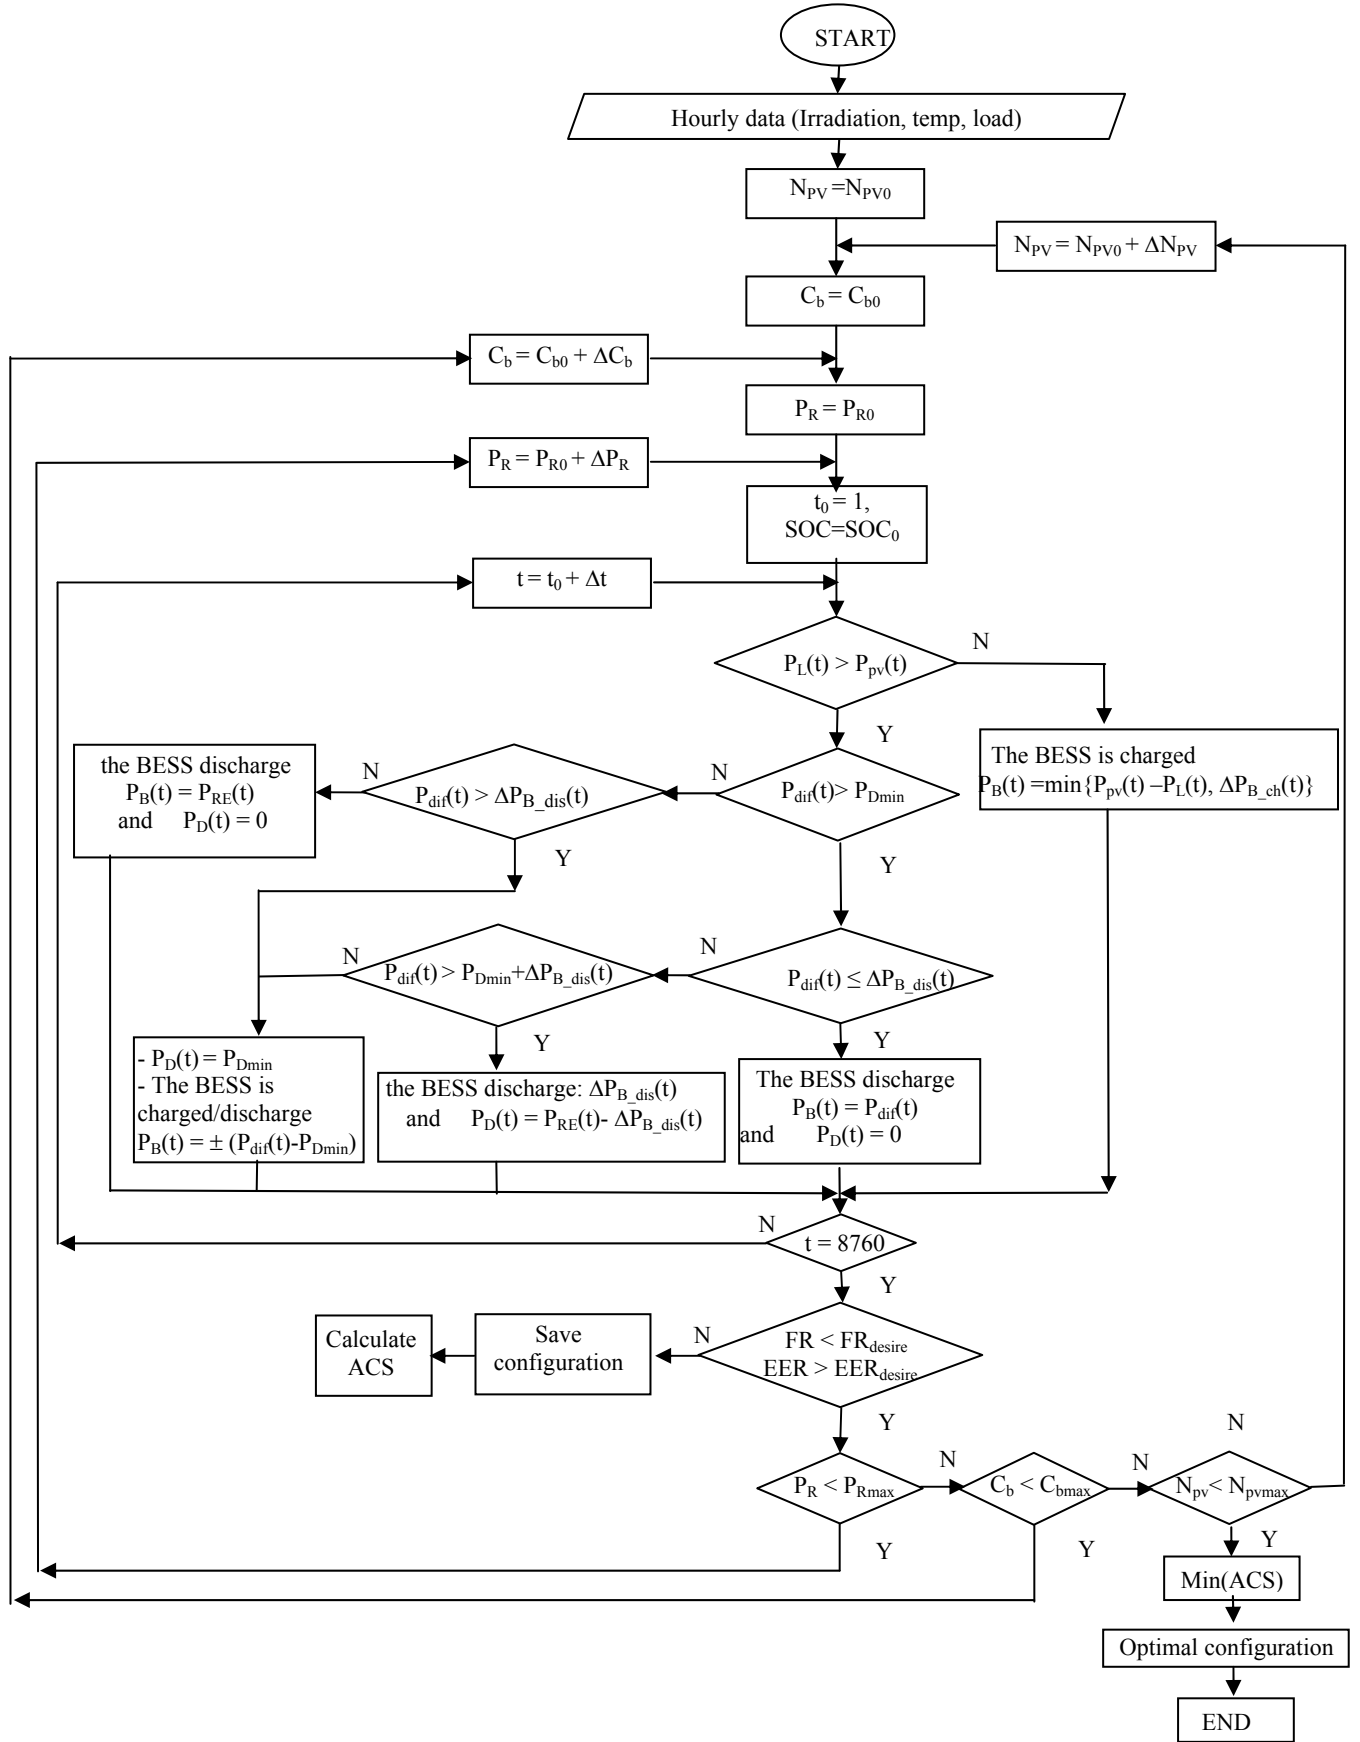 START
Hourly data (Irradiation, temp, load)
N_PV =N_PV0
N_PV = N_PV0 + ΔN_PV
C_b = C_b0
C_b = C_b0 + ΔC_b
P_R = P_R0
P_R = P_R0 + ΔP_R
t_0 = 1,
SOC=SOC_0
t = t_0 + Δt
N
P_L(t) > P_pv(t)
Y
The BESS is charged
P_B(t) =min{P_pv(t) –P_L(t), ΔP_B_ch(t)}
the BESS discharge
P_B(t) = P_RE(t)
and P_D(t) = 0
N
P_dif(t) > ΔP_B_dis(t)
N
P_dif(t)> P_Dmin
Y
Y
N
P_dif(t) > P_Dmin+ΔP_B_dis(t)
N
P_dif(t) ≤ ΔP_B_dis(t)
Y
Y
- P_D(t) = P_Dmin
- The BESS is
charged/discharge
P_B(t) = ± (P_dif(t)-P_Dmin)
the BESS discharge: ΔP_B_dis(t)
and P_D(t) = P_RE(t)- ΔP_B_dis(t)
The BESS discharge
P_B(t) = P_dif(t)
and P_D(t) = 0
N
t = 8760
Y
Calculate
ACS
Save
configuration
N
FR < FR_desire
EER > EER_desire
Y
N
P_R < P_Rmax
N
C_b < C_bmax
N
N_pv< N_pvmax
Y
Y
Y
Min(ACS)
Optimal configuration
END